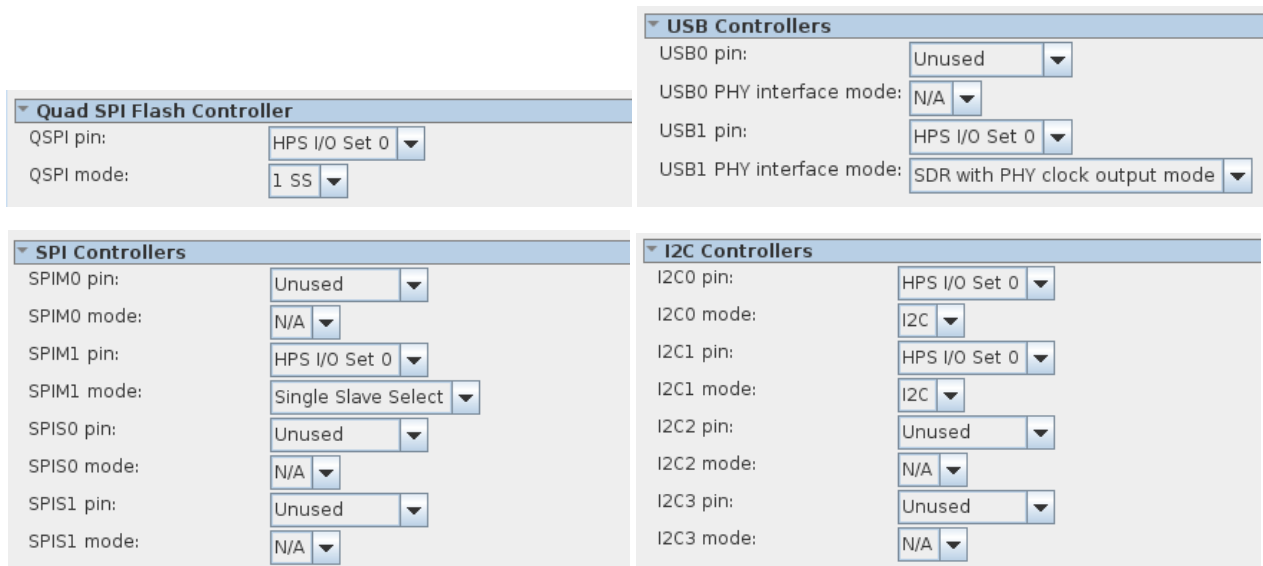 Quad SPI Flash Controller
QSPI pin: HPS I/O Set 0
QSPI mode: 1 SS
USB Controllers
USB0 pin: Unused
USB0 PHY interface mode: N/A
USB1 pin: HPS I/O Set 0
USB1 PHY interface mode: SDR with PHY clock output mode
SPI Controllers
SPIM0 pin: Unused
SPIM0 mode: N/A
SPIM1 pin: HPS I/O Set 0
SPIM1 mode: Single Slave Select
SPIS0 pin: Unused
SPIS0 mode: N/A
SPIS1 pin: Unused
SPIS1 mode: N/A
I2C Controllers
I2C0 pin: HPS I/O Set 0
I2C0 mode: I2C
I2C1 pin: HPS I/O Set 0
I2C1 mode: I2C
I2C2 pin: Unused
I2C2 mode: N/A
I2C3 pin: Unused
I2C3 mode: N/A